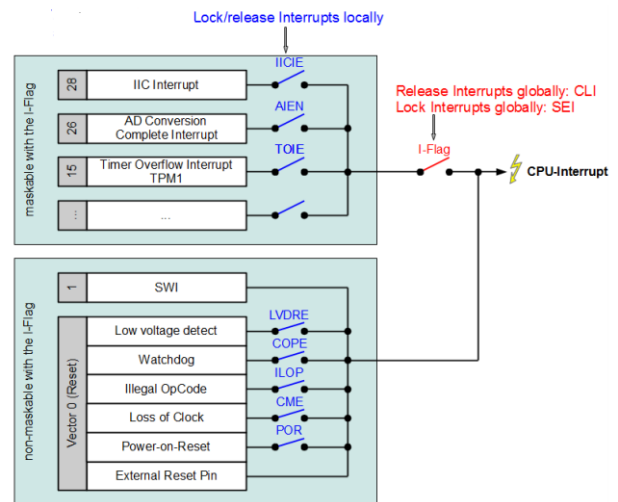 Lock/release Interrupts locally
maskable with the I-Flag
28
IIC Interrupt
IICIE
26
AD Conversion
Complete Interrupt
AIEN
15
Timer Overflow Interrupt
TPM1
TOIE
...
...
Release Interrupts globally: CLI
Lock Interrupts globally: SEI
I-Flag
CPU-Interrupt
non-maskable with the I-Flag
1
SWI
Vector 0 (Reset)
Low voltage detect
LVDRE
Watchdog
COPE
Illegal OpCode
ILOP
Loss of Clock
CME
Power-on-Reset
POR
External Reset Pin